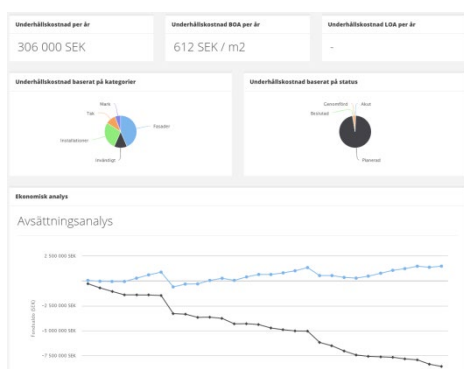 Underhållskostnad per år
Underhållskostnad BOA per år
Underhållskostnad LOA per år
306 000 SEK
612 SEK / m2
-
Underhållskostnad baserat på kategorier
Underhållskostnad baserat på status
Mark
Tak
Fasader
Installationer
Invändigt
Genomförd
Akut
Beslutad
Planerad
Ekonomisk analys
Avsättningsanalys
2 500 000 SEK
-2 500 000 SEK
-5 000 000 SEK
-7 500 000 SEK